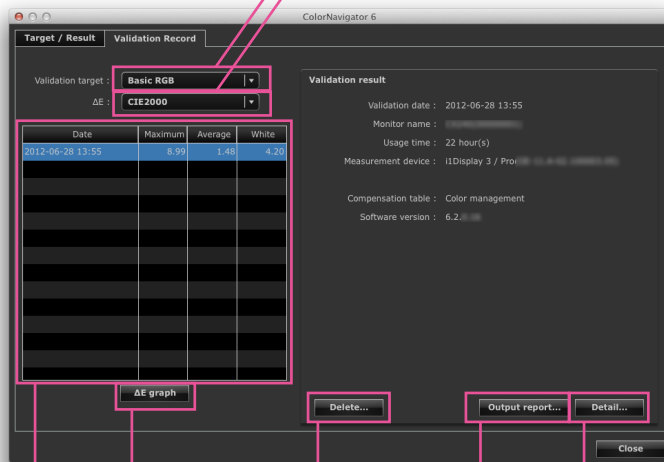 ColorNavigator 6
Target / Result
Validation Record
Validation target :
Basic RGB
ΔE :
CIE2000
Date
Maximum
Average
White
2012-06-28 13:55
8.99
1.48
4.20
ΔE graph
Validation result
Validation date : 2012-06-28 13:55
Monitor name :
Usage time : 22 hour(s)
Measurement device : i1Display 3 / Pro
Compensation table : Color management
Software version : 6.2.
Delete...
Output report...
Detail...
Close